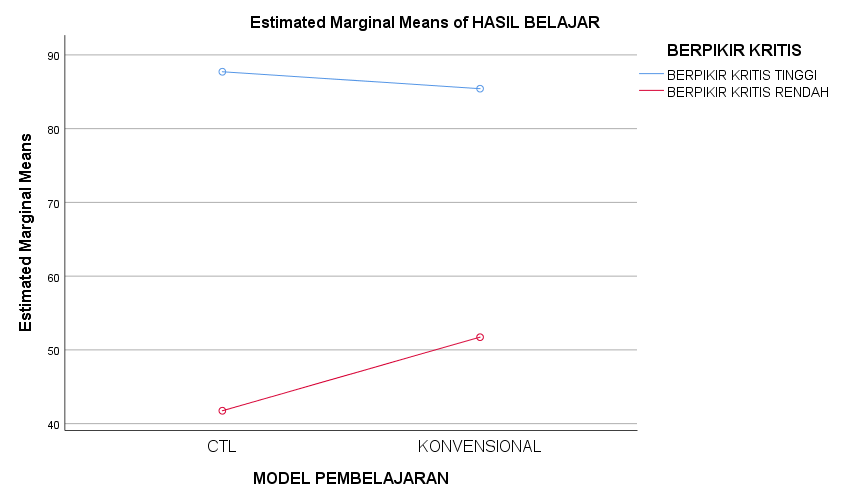 Estimated Marginal Means of HASIL BELAJAR
BERPIKIR KRITIS
BERPIKIR KRITIS TINGGI
BERPIKIR KRITIS RENDAH
Estimated Marginal Means
90
80
70
60
50
40
CTL
KONVENSIONAL
MODEL PEMBELAJARAN